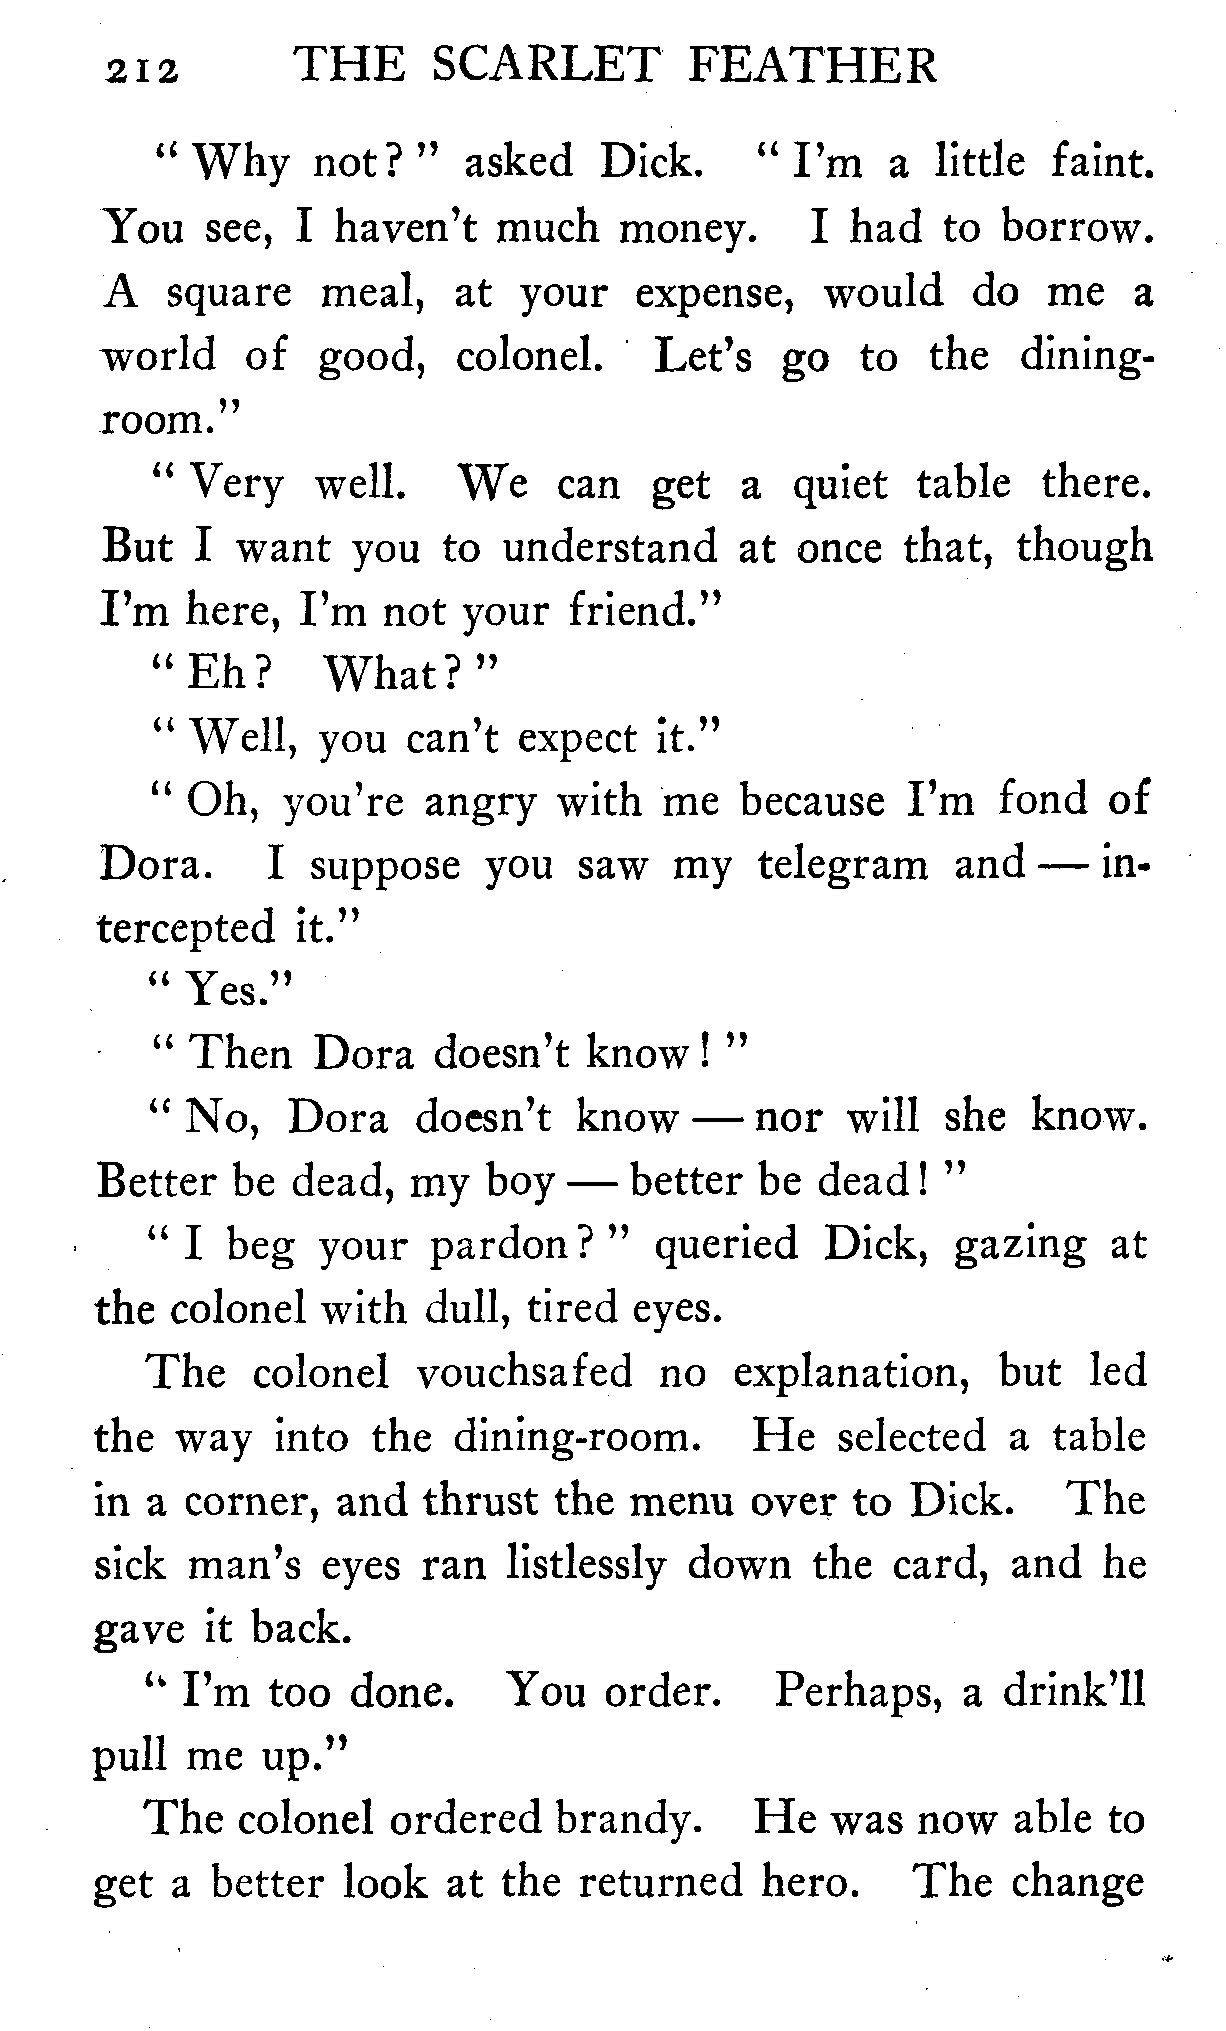 212 THE SCARLET FEATHER
“ Why not? ” asked Dick. “ I’m a little faint.
You see, I haven’t much money. I had to borrow.
A square meal, at your expense, would do me a
world of good, colonel. Let’s go to the dining-
room.”
“ Very well. We can get a quiet table there.
But I want you to understand at once that, though
I’m here, I’m not your friend.”
“ Eh? What? ”
“ Well, you can’t expect it.”
“ Oh, you’re angry with me because I’m fond of
Dora. I suppose you saw my telegram and — in-
tercepted it.”
“ Yes.”
“ Then Dora doesn’t know! ”
“ No, Dora doesn’t know — nor will she know.
Better be dead, my boy — better be dead! ”
“ I beg your pardon? ” queried Dick, gazing at
the colonel with dull, tired eyes.
The colonel vouchsafed no explanation, but led
the way into the dining-room. He selected a table
in a corner, and thrust the menu over to Dick. The
sick man’s eyes ran listlessly down the card, and he
gave it back.
“ I’m too done. You order. Perhaps, a drink’ll
pull me up.”
The colonel ordered brandy. He was now able to
get a better look at the returned hero. The change